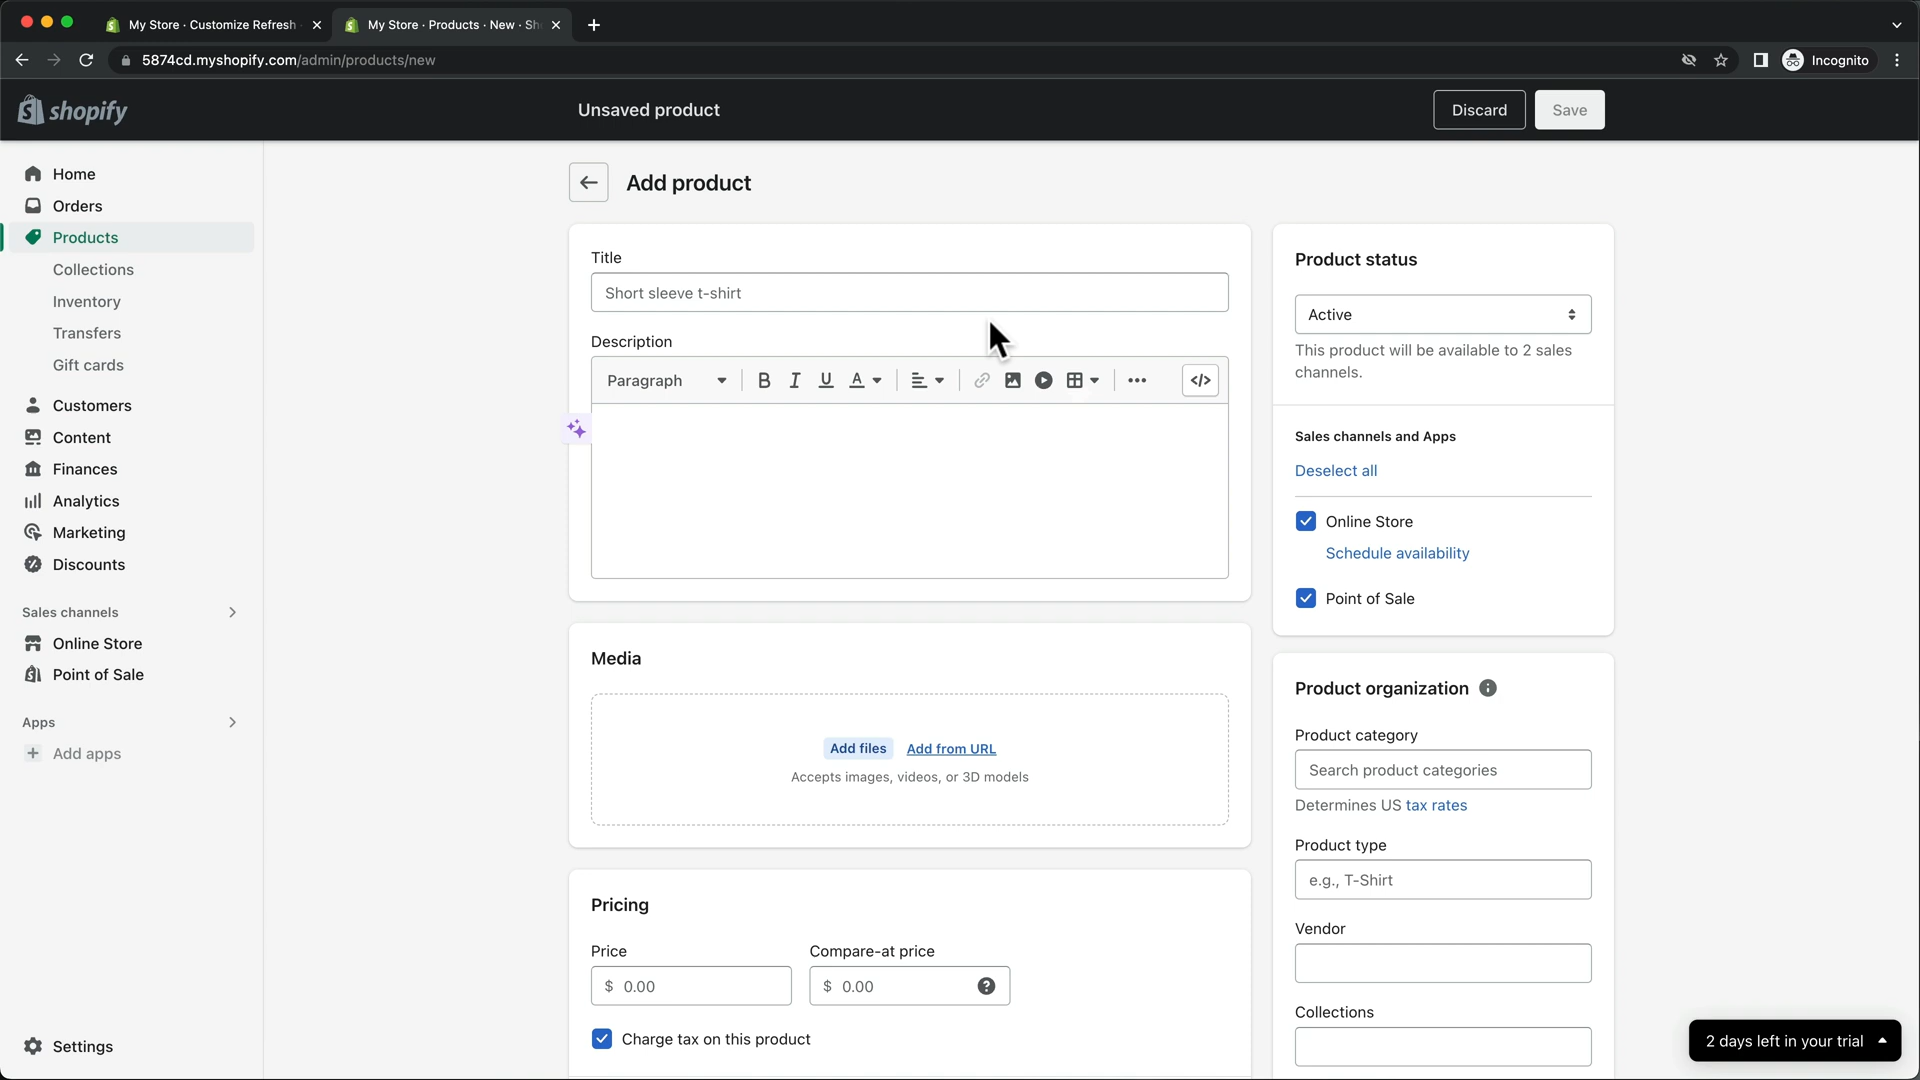 My Store · Customize Refresh
My Store · Products · New · Sh
5874cd.myshopify.com/admin/products/new
Incognito
shopify
Unsaved product
Discard
Save
Home
Orders
Products
Collections
Inventory
Transfers
Gift cards
Customers
Content
Finances
Analytics
Marketing
Discounts
Sales channels
Online Store
Point of Sale
Apps
Add apps
Settings
Add product
Title
Short sleeve t-shirt
Description
Paragraph
B I U A
</>
Media
Add files Add from URL
Accepts images, videos, or 3D models
Pricing
Price
Compare-at price
$ 0.00
$ 0.00
Charge tax on this product
Product status
Active
This product will be available to 2 sales
channels.
Sales channels and Apps
Deselect all
Online Store
Schedule availability
Point of Sale
Product organization
Product category
Search product categories
Determines US tax rates
Product type
e.g., T-Shirt
Vendor
Collections
2 days left in your trial